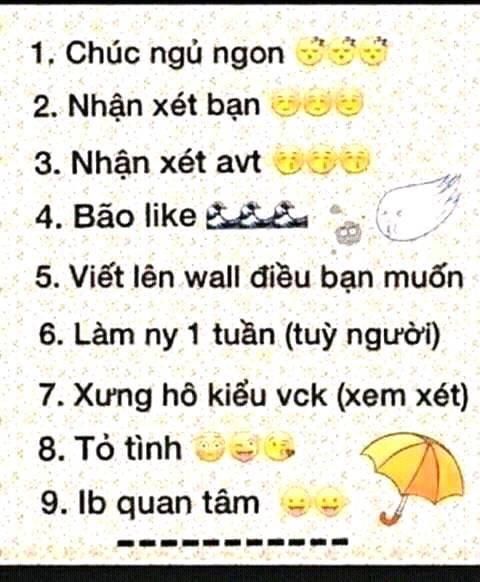 1. Chúc ngủ ngon 😴😴😴
2. Nhận xét bạn ☺️☺️☺️
3. Nhận xét avt 😚😚😚
4. Bão like 🌊🌊🌊
5. Viết lên wall điều bạn muốn
6. Làm ny 1 tuần (tuỳ người)
7. Xưng hô kiểu vck (xem xét)
8. Tỏ tình 😳😜😘
9. Ib quan tâm 😛😛
-----------